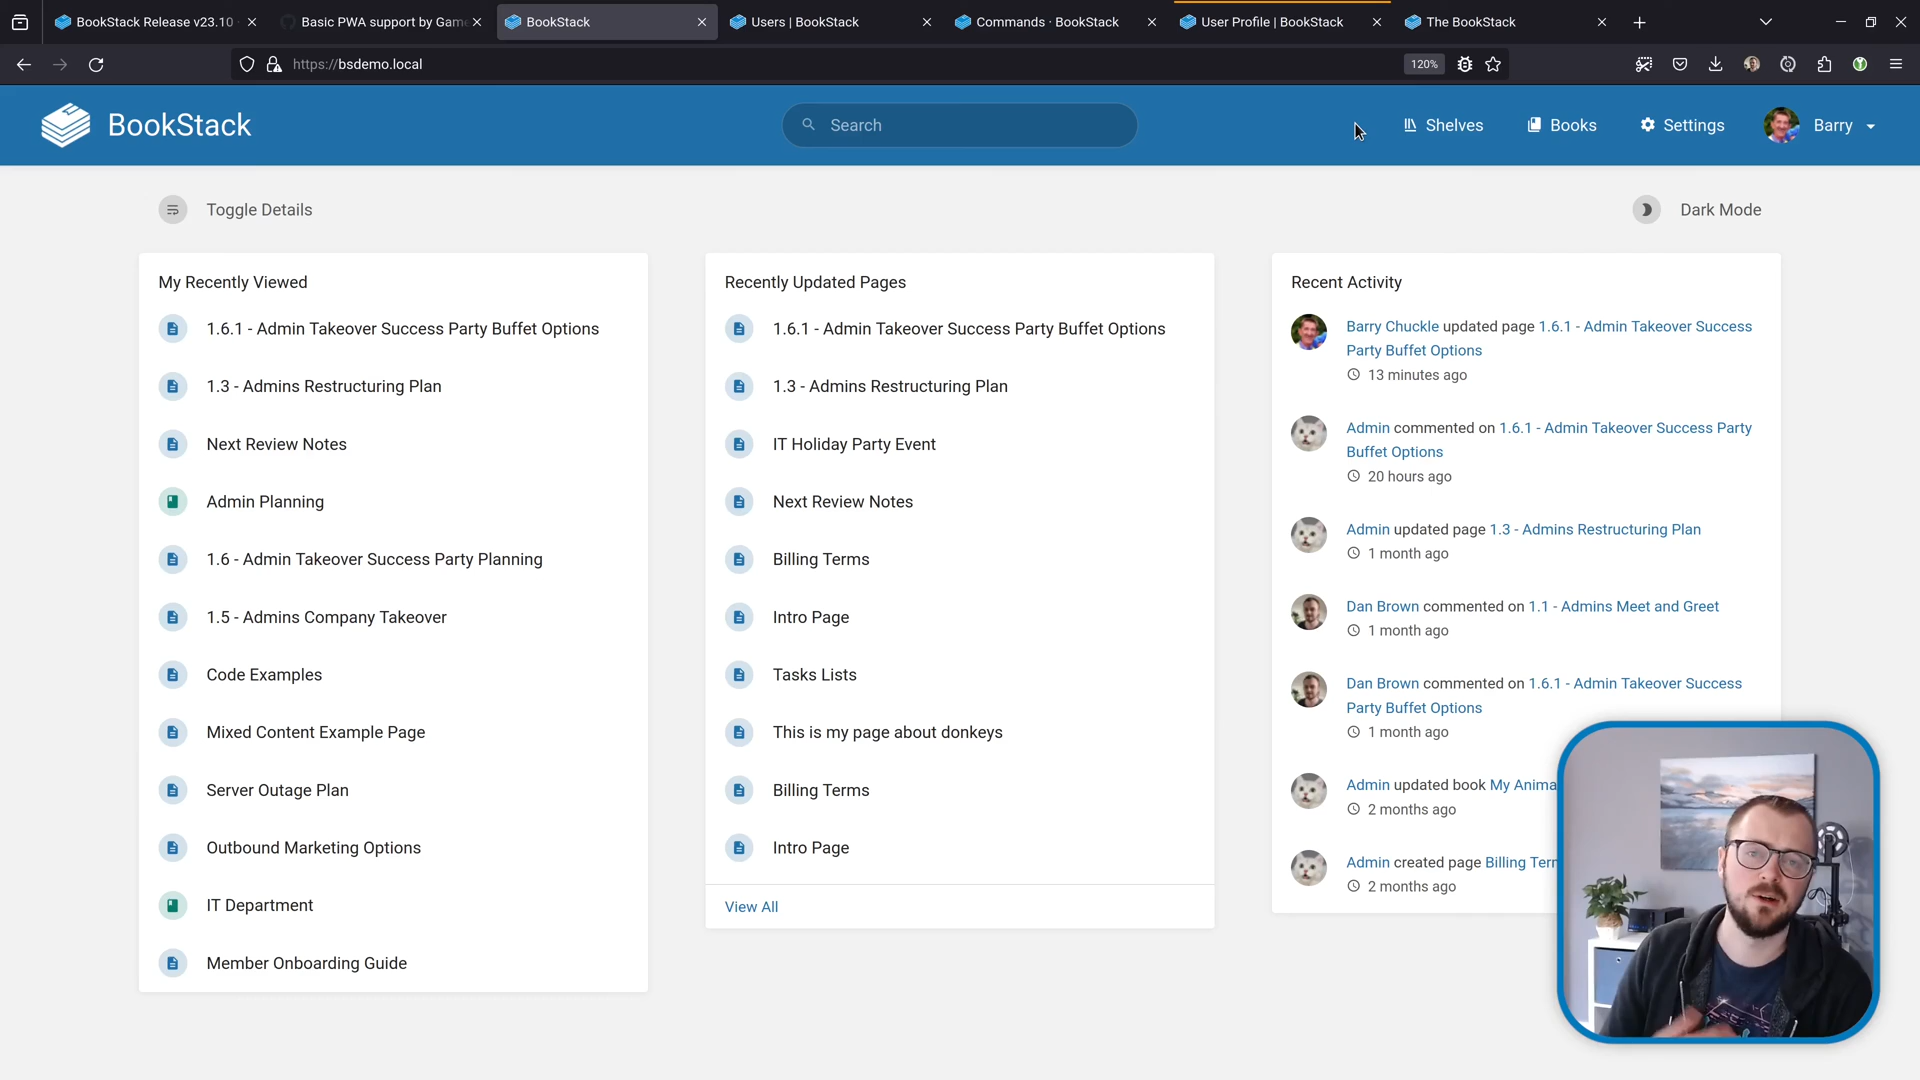 BookStack Release v23.10
Basic PWA support by Game
BookStack
Users | BookStack
Commands · BookStack
User Profile | BookStack
The BookStack
https://bsdemo.local
120%
BookStack
Search
Shelves
Books
Settings
Barry
Toggle Details
Dark Mode
My Recently Viewed
1.6.1 - Admin Takeover Success Party Buffet Options
1.3 - Admins Restructuring Plan
Next Review Notes
Admin Planning
1.6 - Admin Takeover Success Party Planning
1.5 - Admins Company Takeover
Code Examples
Mixed Content Example Page
Server Outage Plan
Outbound Marketing Options
IT Department
Member Onboarding Guide
Recently Updated Pages
1.6.1 - Admin Takeover Success Party Buffet Options
1.3 - Admins Restructuring Plan
IT Holiday Party Event
Next Review Notes
Billing Terms
Intro Page
Tasks Lists
This is my page about donkeys
Billing Terms
Intro Page
View All
Recent Activity
Barry Chuckle updated page 1.6.1 - Admin Takeover Success
Party Buffet Options
13 minutes ago
Admin commented on 1.6.1 - Admin Takeover Success Party
Buffet Options
20 hours ago
Admin updated page 1.3 - Admins Restructuring Plan
1 month ago
Dan Brown commented on 1.1 - Admins Meet and Greet
1 month ago
Dan Brown commented on 1.6.1 - Admin Takeover Success
Party Buffet Options
1 month ago
Admin updated book My Anima
2 months ago
Admin created page Billing Tern
2 months ago